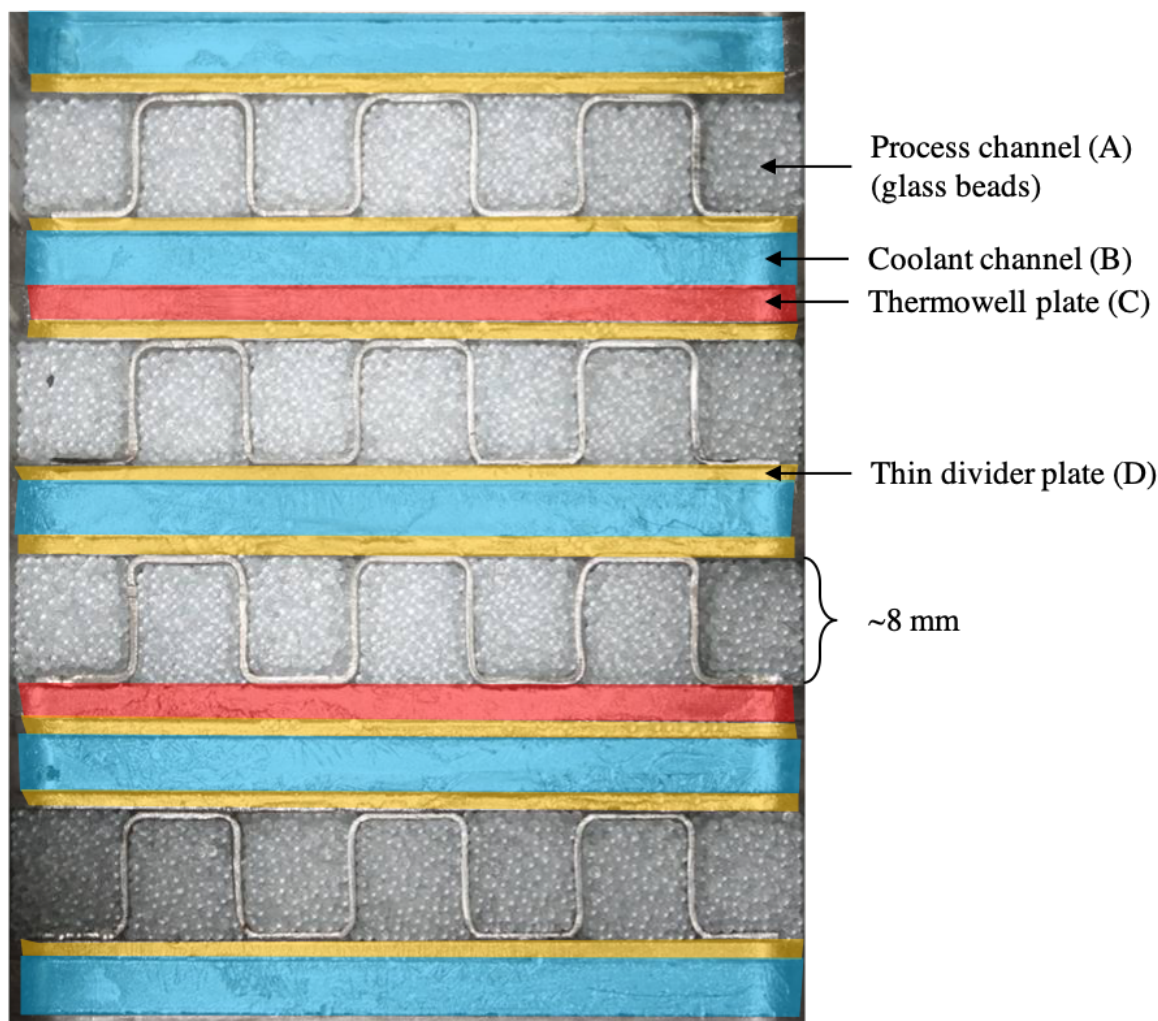 Process channel (A)
(glass beads)
Coolant channel (B)
Thermowell plate (C)
Thin divider plate (D)
~8 mm